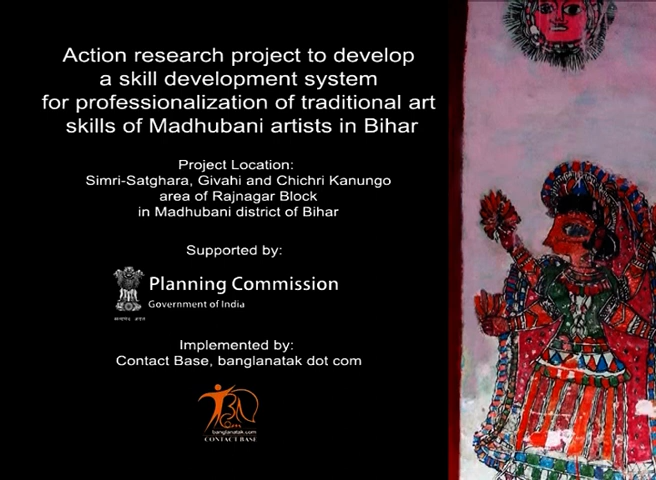 Action research project to develop
a skill development system
for professionalization of traditional art
skills of Madhubani artists in Bihar
Project Location:
Simri-Satghara, Givahi and Chichri Kanungo
area of Rajnagar Block
in Madhubani district of Bihar
Supported by:
Planning Commission
Government of India
Implemented by:
Contact Base, banglanatak dot com
banglanatak.com
CONTACT BASE